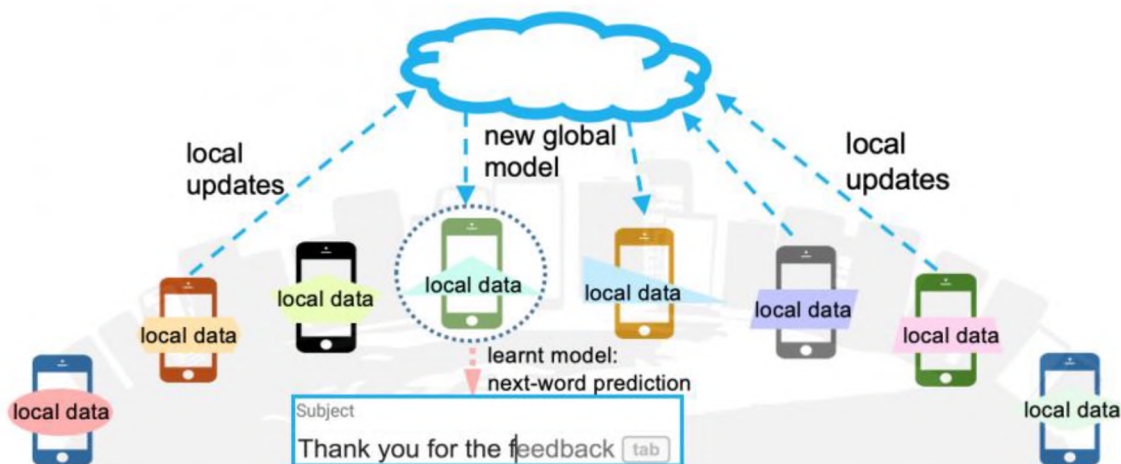 local
updates
new global
model
local
updates
local data
local data
local data
local data
local data
local data
local data
local data
learnt model:
next-word prediction
Subject
Thank you for the feedback tab